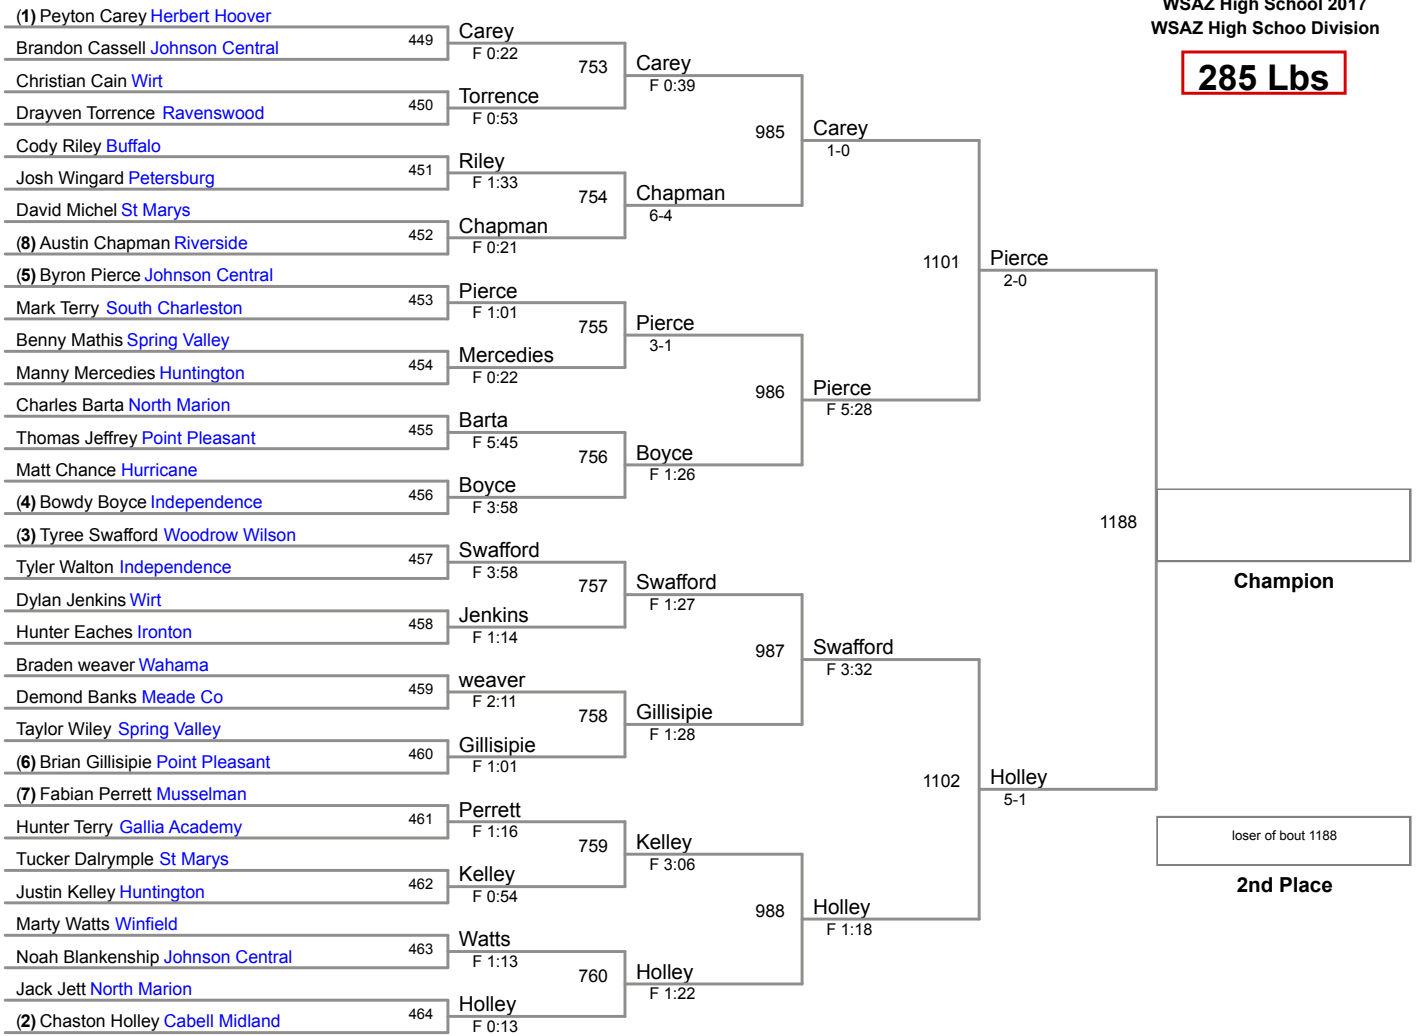 WSAZ High School 2017
WSAZ High Schoo Division
285 Lbs
(1) Peyton Carey Herbert Hoover
Brandon Cassell Johnson Central
Christian Cain Wirt
Drayven Torrence Ravenswood
Cody Riley Buffalo
Josh Wingard Petersburg
David Michel St Marys
(8) Austin Chapman Riverside
(5) Byron Pierce Johnson Central
Mark Terry South Charleston
Benny Mathis Spring Valley
Manny Mercedies Huntington
Charles Barta North Marion
Thomas Jeffrey Point Pleasant
Matt Chance Hurricane
(4) Bowdy Boyce Independence
(3) Tyree Swafford Woodrow Wilson
Tyler Walton Independence
Dylan Jenkins Wirt
Hunter Eaches Ironton
Braden weaver Wahama
Demond Banks Meade Co
Taylor Wiley Spring Valley
(6) Brian Gillisipie Point Pleasant
(7) Fabian Perrett Musselman
Hunter Terry Gallia Academy
Tucker Dalrymple St Marys
Justin Kelley Huntington
Marty Watts Winfield
Noah Blankenship Johnson Central
Jack Jett North Marion
(2) Chaston Holley Cabell Midland
449
450
451
452
453
454
455
456
457
458
459
460
461
462
463
464
Carey
F 0:22
Torrence
F 0:53
Riley
F 1:33
Chapman
F 0:21
Pierce
F 1:01
Mercedies
F 0:22
Barta
F 5:45
Boyce
F 3:58
Swafford
F 3:58
Jenkins
F 1:14
weaver
F 2:11
Gillisipie
F 1:01
Perrett
F 1:16
Kelley
F 0:54
Watts
F 1:13
Holley
F 0:13
753
754
755
756
757
758
759
760
Carey
F 0:39
Chapman
6-4
Pierce
3-1
Boyce
F 1:26
Swafford
F 1:27
Gillisipie
F 1:28
Kelley
F 3:06
Holley
F 1:22
985
986
987
988
Carey
1-0
Pierce
F 5:28
Swafford
F 3:32
Holley
F 1:18
1101
1102
Pierce
2-0
Holley
5-1
1188
Champion
loser of bout 1188
2nd Place